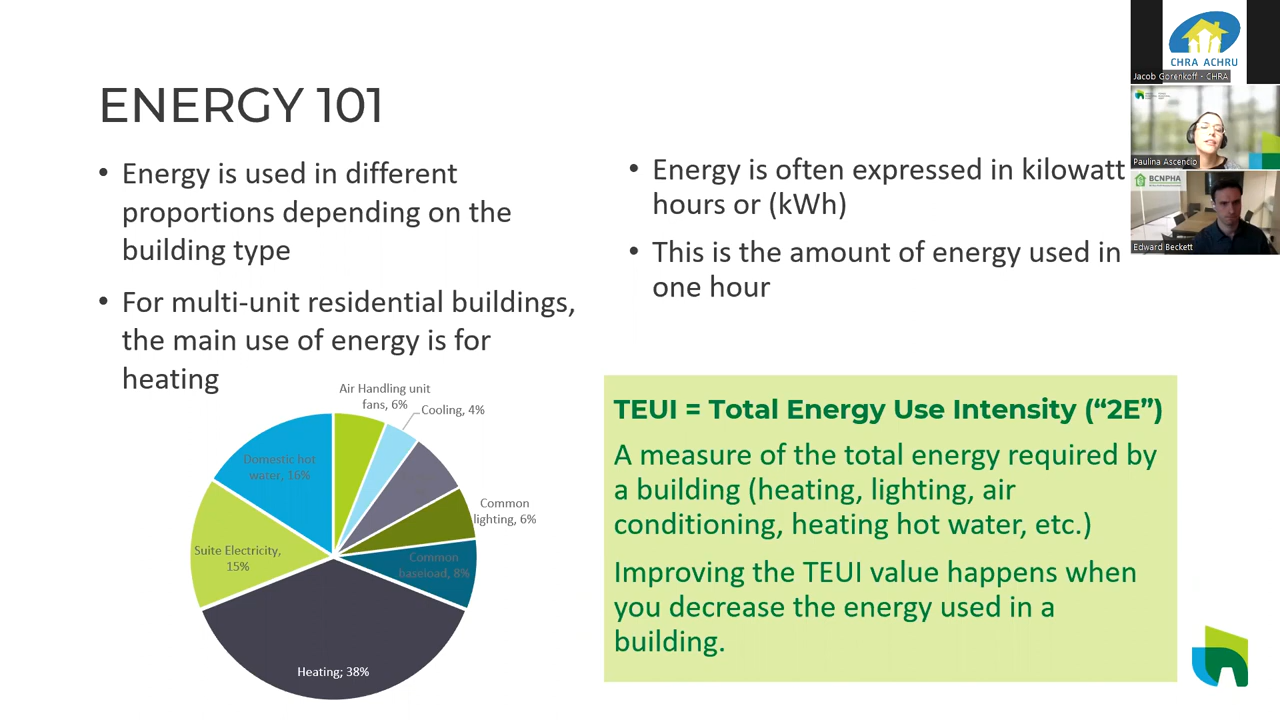 ENERGY 101
• Energy is used in different
proportions depending on the
building type
• For multi-unit residential buildings,
the main use of energy is for
heating
Air Handling unit
fans, 6%
Cooling, 4%
Common
lighting, 6%
Common
baseload, 8%
Heating; 38%
Suite Electricity,
15%
Domestic hot
water, 16%
• Energy is often expressed in kilowatt
hours or (kWh)
• This is the amount of energy used in
one hour
TEUI = Total Energy Use Intensity (“2E”)
A measure of the total energy required by
a building (heating, lighting, air
conditioning, heating hot water, etc.)
Improving the TEUI value happens when
you decrease the energy used in a
building.
CHRA ACHRU
Jacob Gorenkoff - CHRA
Paulina Ascencio
BCNPHA
Edward Beckett